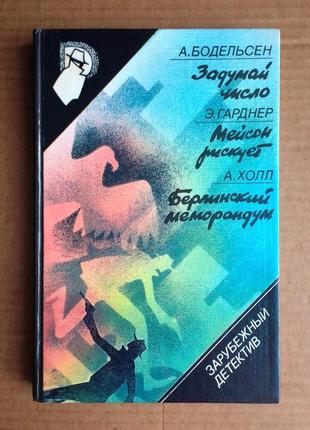 А.БОДЕЛЬСЕН
Задумай
число
Э.ГАРДНЕР
Мейсон
рискует
А.ХОЛЛ
Берлинский
меморандум
ЗАРУБЕЖНЫЙ
ДЕТЕКТИВ